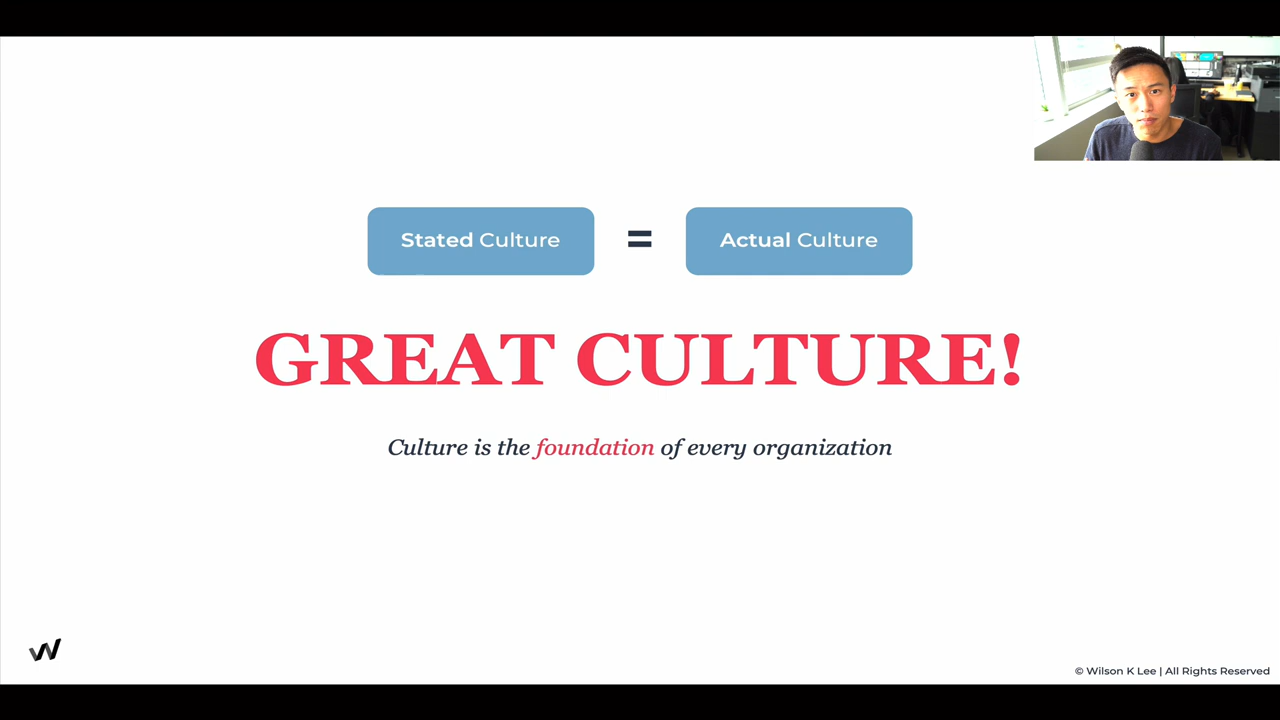 Stated Culture = Actual Culture
GREAT CULTURE!
Culture is the foundation of every organization
© Wilson K Lee | All Rights Reserved